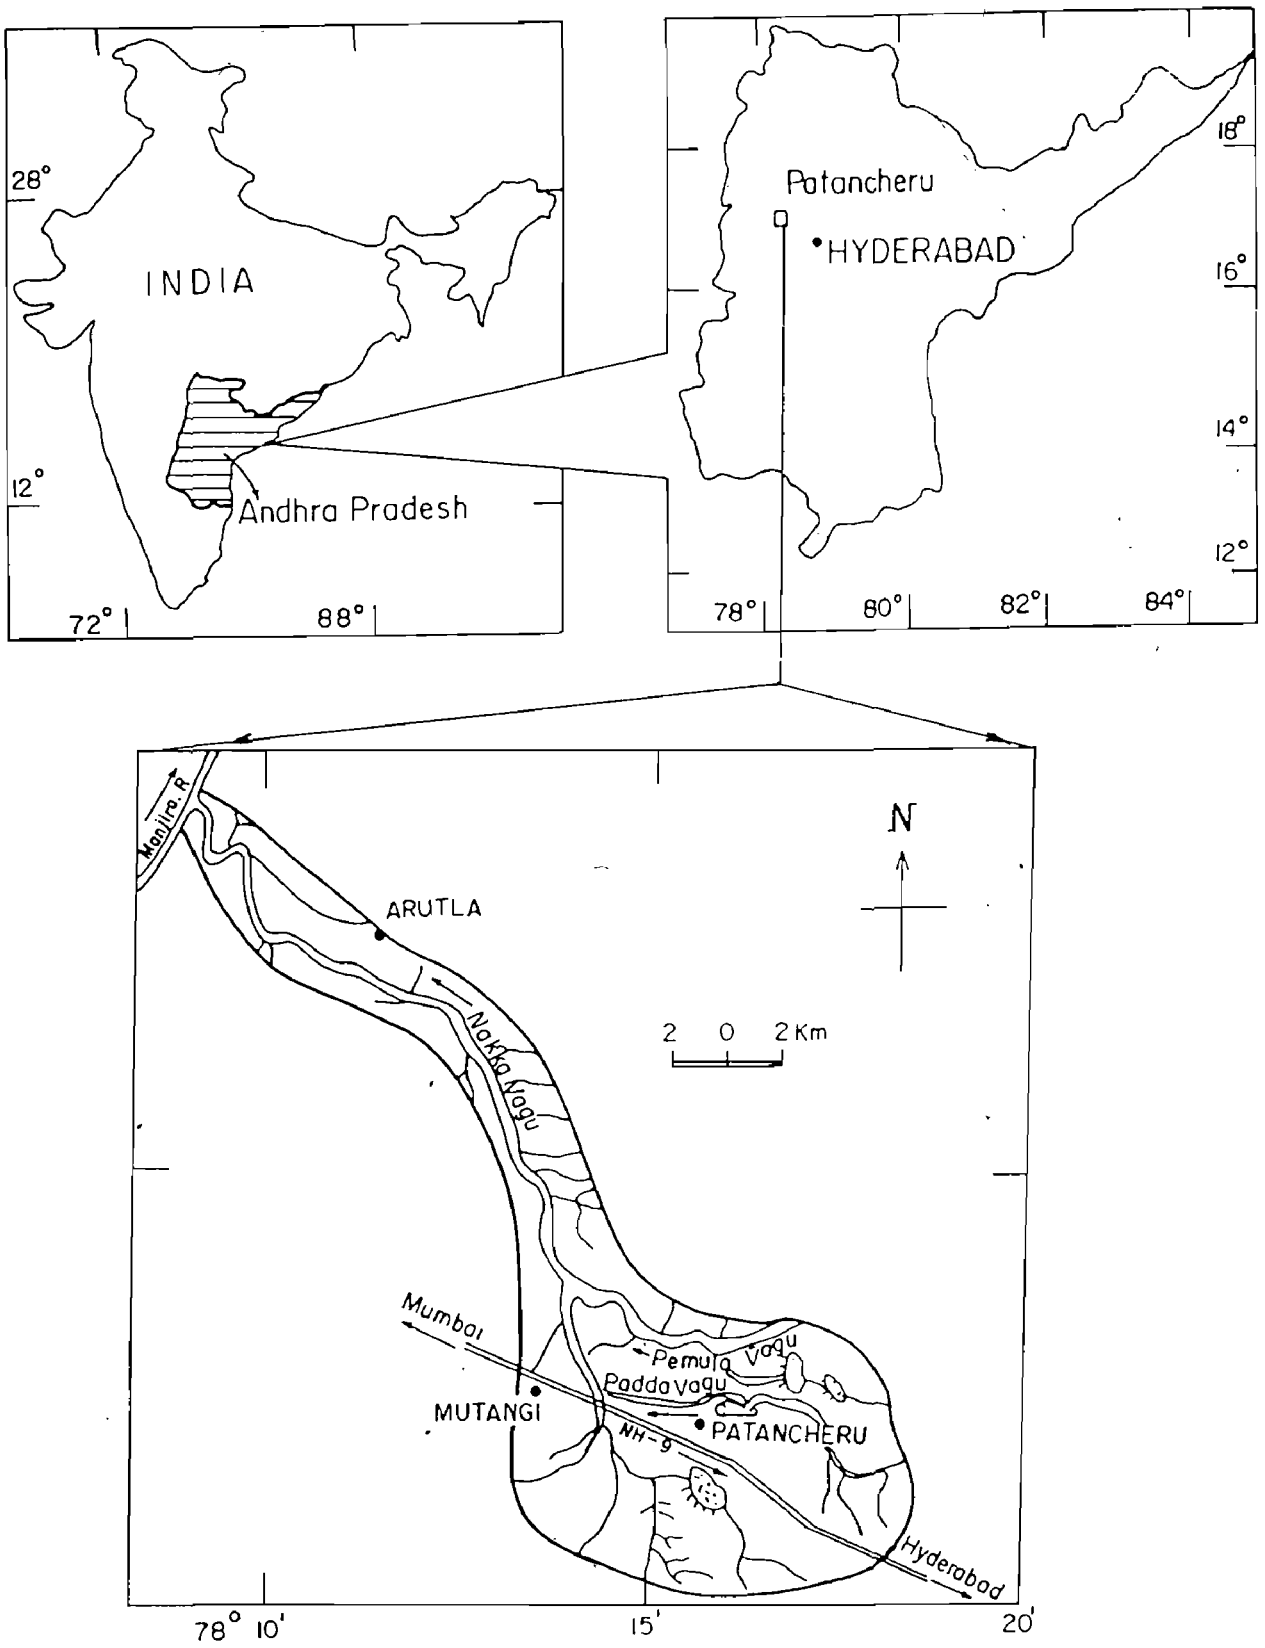 28°
INDIA
12°
Andhra Pradesh
72°
88°
Patancheru
HYDERABAD
18°
16°
14°
12°
78°
80°
82°
84°
Manjira. R
N
ARUTLA
2 0 2 Km
Nakka Vagu
Mumbai
Pemula Vagu
Padda Vagu
MUTANGI
PATANCHERU
NH-9
Hyderabad
78° 10'
15'
20'